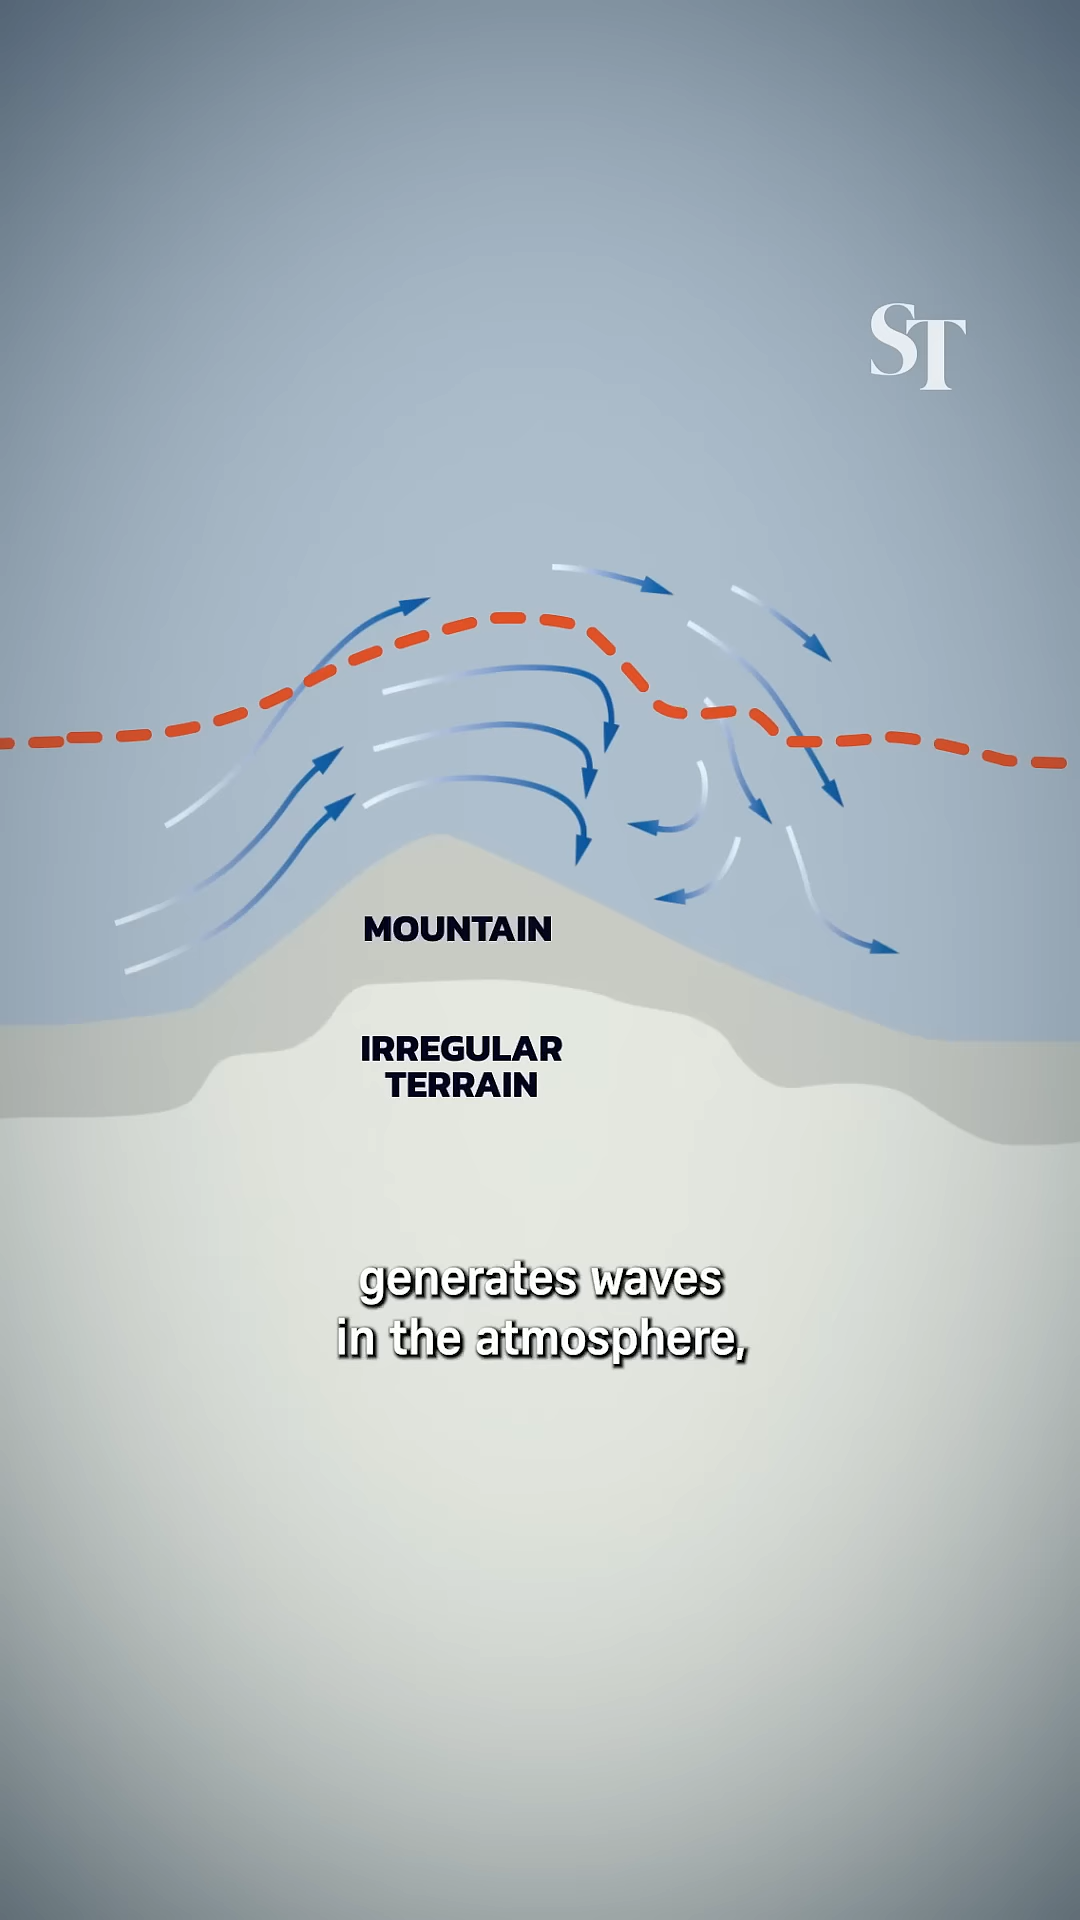 ST
MOUNTAIN
IRREGULAR
TERRAIN
generates waves
in the atmosphere,